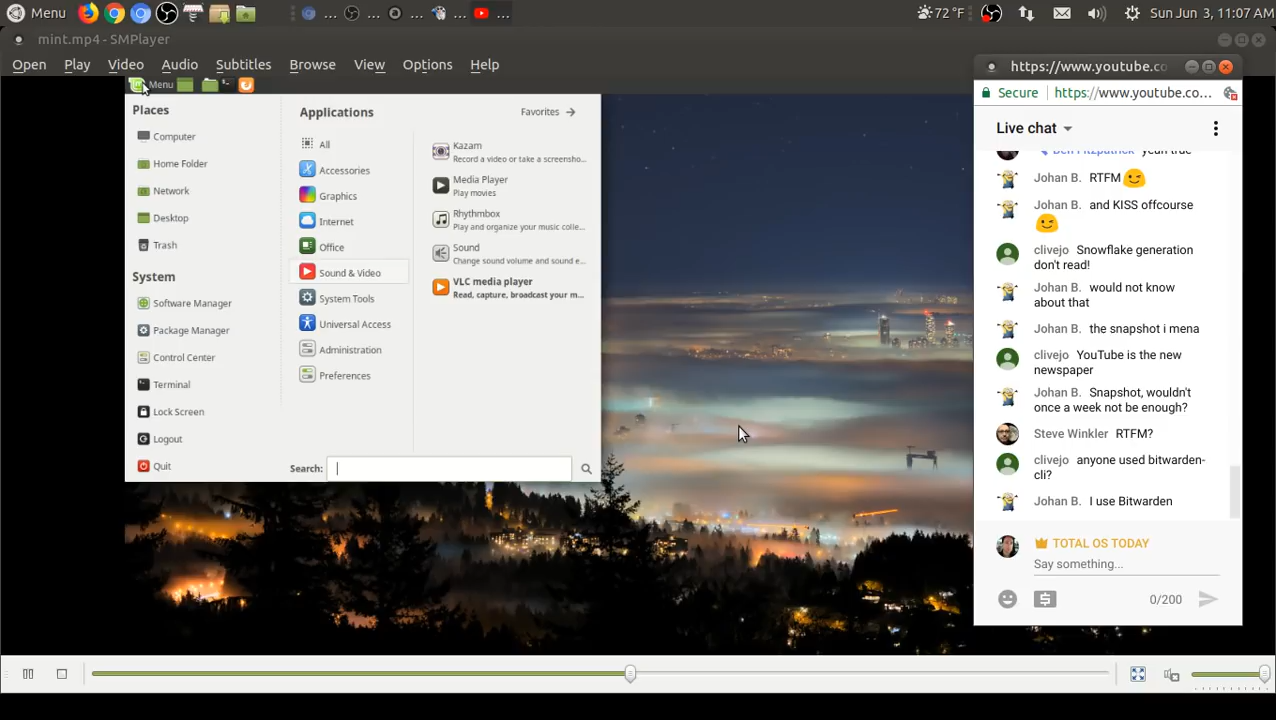 Menu
...
...
...
...
...
72 °F
Sun Jun 3, 11:07 AM
mint.mp4 - SMPlayer
Open Play Video Audio Subtitles Browse View Options Help
Menu
Places
Computer
Home Folder
Network
Desktop
Trash
System
Software Manager
Package Manager
Control Center
Terminal
Lock Screen
Logout
Quit
Applications
Favorites
All
Accessories
Graphics
Internet
Office
Sound & Video
System Tools
Universal Access
Administration
Preferences
Kazam
Record a video or take a screensho...
Media Player
Play movies
Rhythmbox
Play and organize your music colle...
Sound
Change sound volume and sound e...
VLC media player
Read, capture, broadcast your m...
Search:
https://www.youtube.co
Secure https://www.youtube.co...
Live chat
yeah true
Johan B. RTFM
Johan B. and KISS offcourse
clivejo Snowflake generation
don't read!
Johan B. would not know
about that
Johan B. the snapshot i mena
clivejo YouTube is the new
newspaper
Johan B. Snapshot, wouldn't
once a week not be enough?
Steve Winkler RTFM?
clivejo anyone used bitwarden-
cli?
Johan B. I use Bitwarden
TOTAL OS TODAY
Say something...
0/200